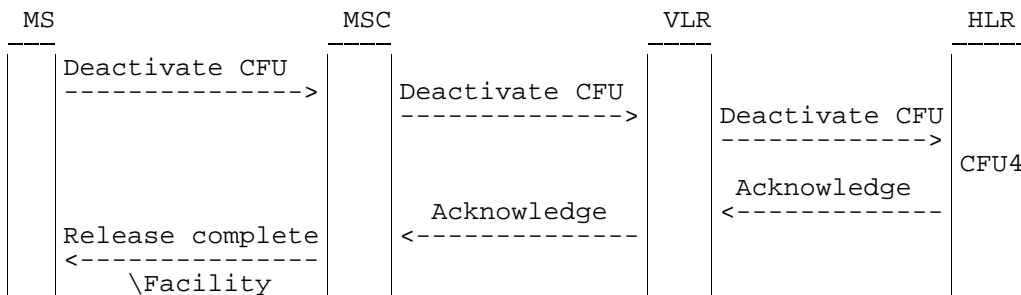 MS MSC VLR HLR
Deactivate CFU
Deactivate CFU
Deactivate CFU
CFU4
Acknowledge
Acknowledge
Release complete
\Facility